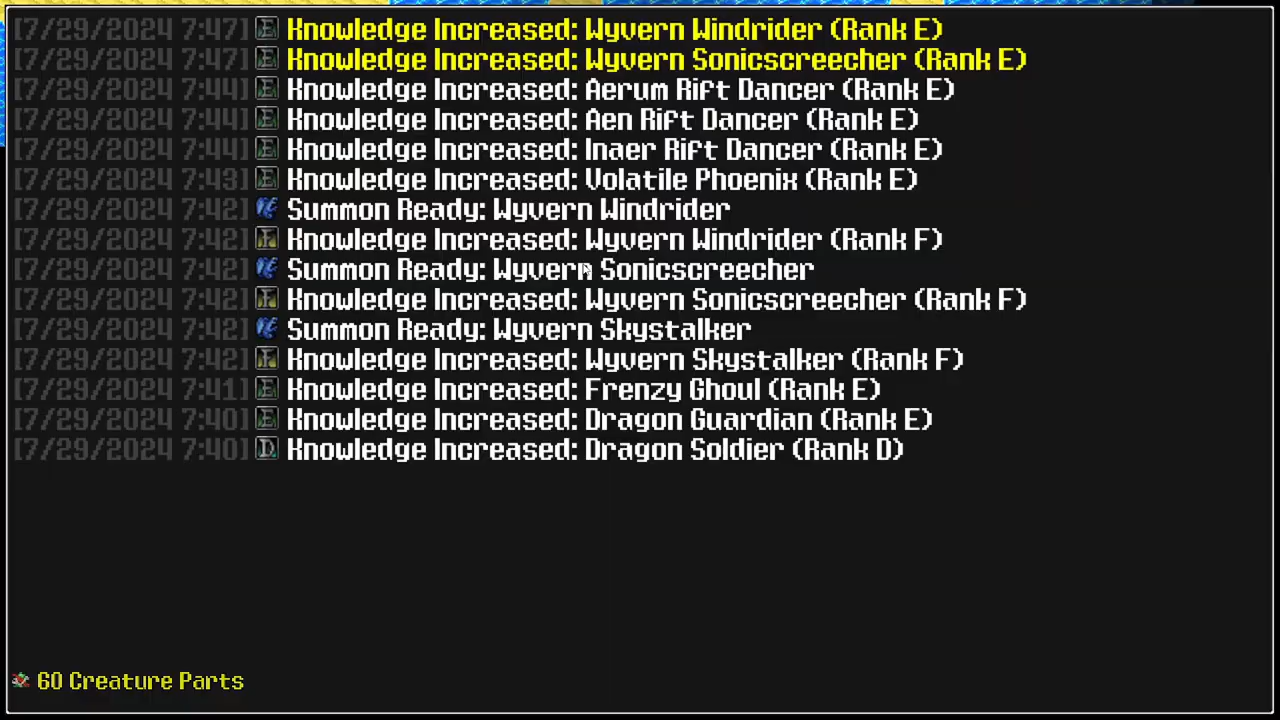 [7/29/2024 7:47] E Knowledge Increased: Wyvern Windrider (Rank E)
[7/29/2024 7:47] E Knowledge Increased: Wyvern Sonicscreecher (Rank E)
[7/29/2024 7:44] E Knowledge Increased: Aerum Rift Dancer (Rank E)
[7/29/2024 7:44] E Knowledge Increased: Aen Rift Dancer (Rank E)
[7/29/2024 7:44] E Knowledge Increased: Inaer Rift Dancer (Rank E)
[7/29/2024 7:43] E Knowledge Increased: Volatile Phoenix (Rank E)
[7/29/2024 7:42] Summon Ready: Wyvern Windrider
[7/29/2024 7:42] F Knowledge Increased: Wyvern Windrider (Rank F)
[7/29/2024 7:42] Summon Ready: Wyvern Sonicscreecher
[7/29/2024 7:42] F Knowledge Increased: Wyvern Sonicscreecher (Rank F)
[7/29/2024 7:42] Summon Ready: Wyvern Skystalker
[7/29/2024 7:42] F Knowledge Increased: Wyvern Skystalker (Rank F)
[7/29/2024 7:41] E Knowledge Increased: Frenzy Ghoul (Rank E)
[7/29/2024 7:40] E Knowledge Increased: Dragon Guardian (Rank E)
[7/29/2024 7:40] D Knowledge Increased: Dragon Soldier (Rank D)
60 Creature Parts